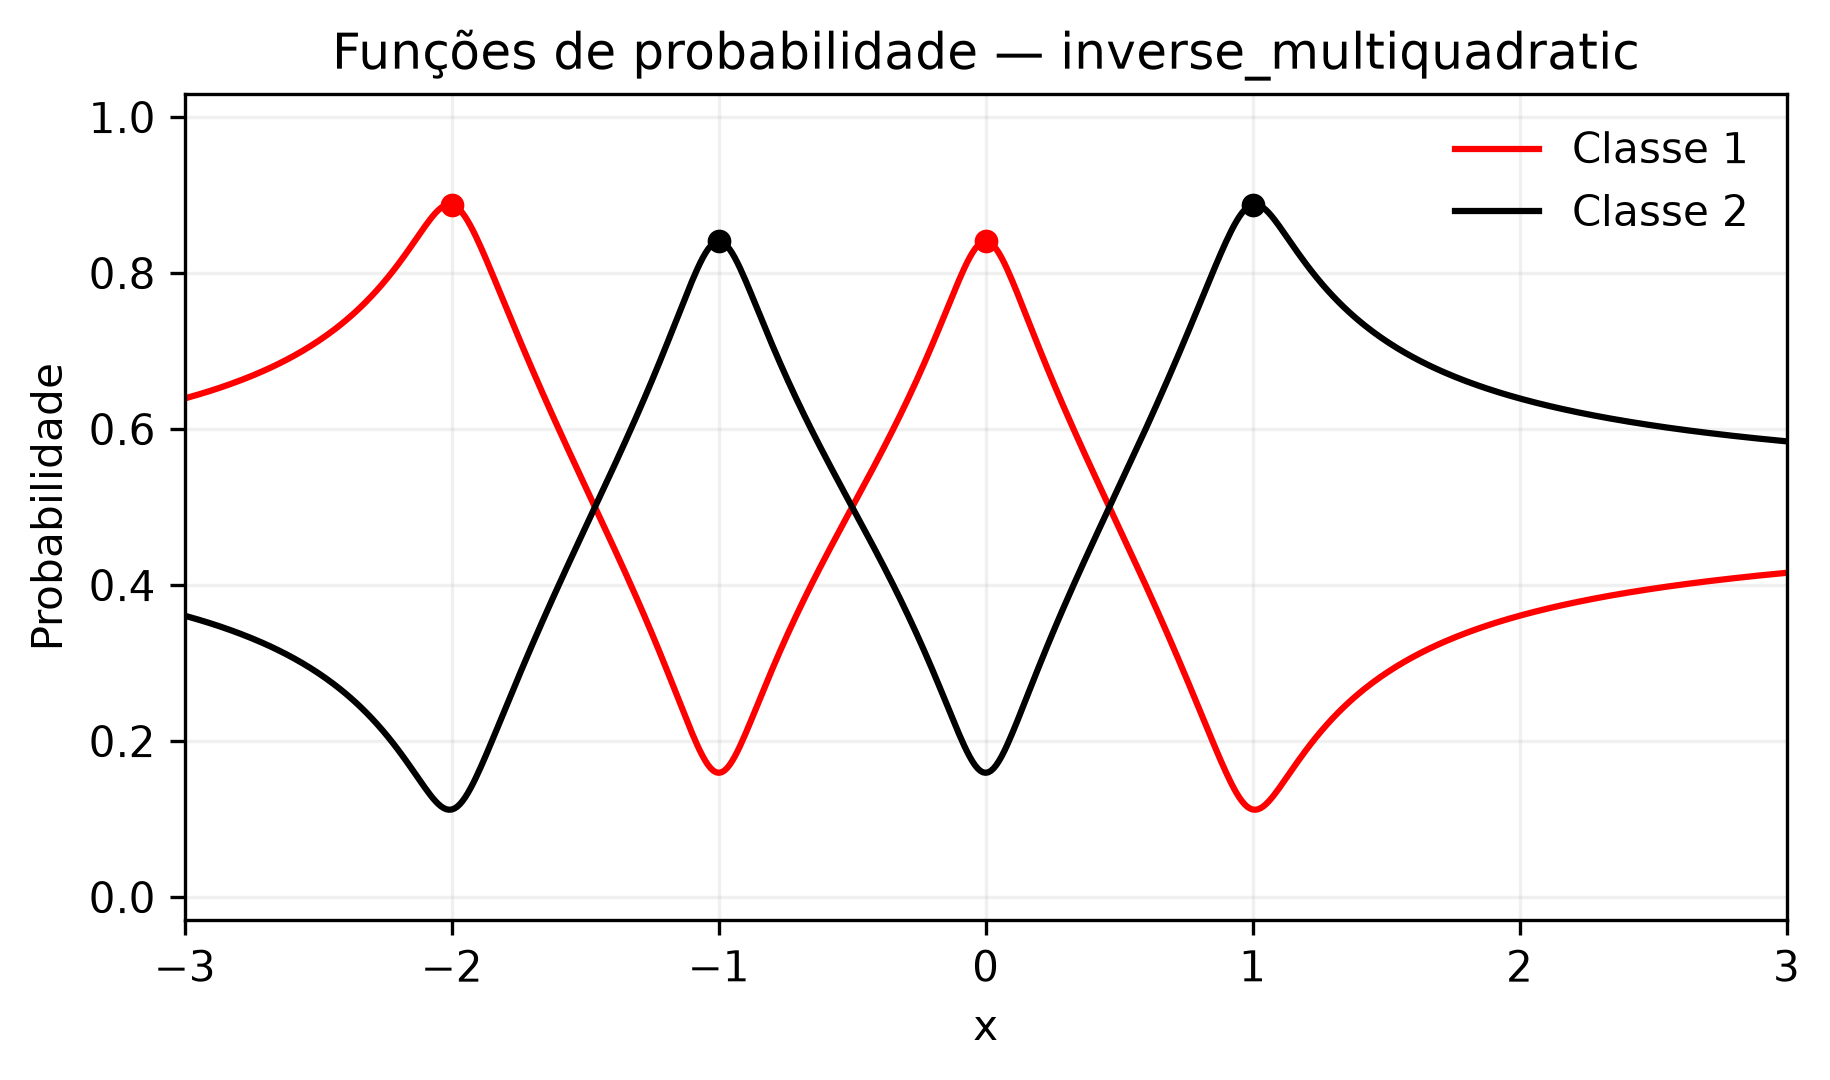 Funções de probabilidade — inverse_multiquadratic
Classe 1
Classe 2
Probabilidade
1.0
0.8
0.6
0.4
0.2
0.0
−3
−2
−1
0
1
2
3
x